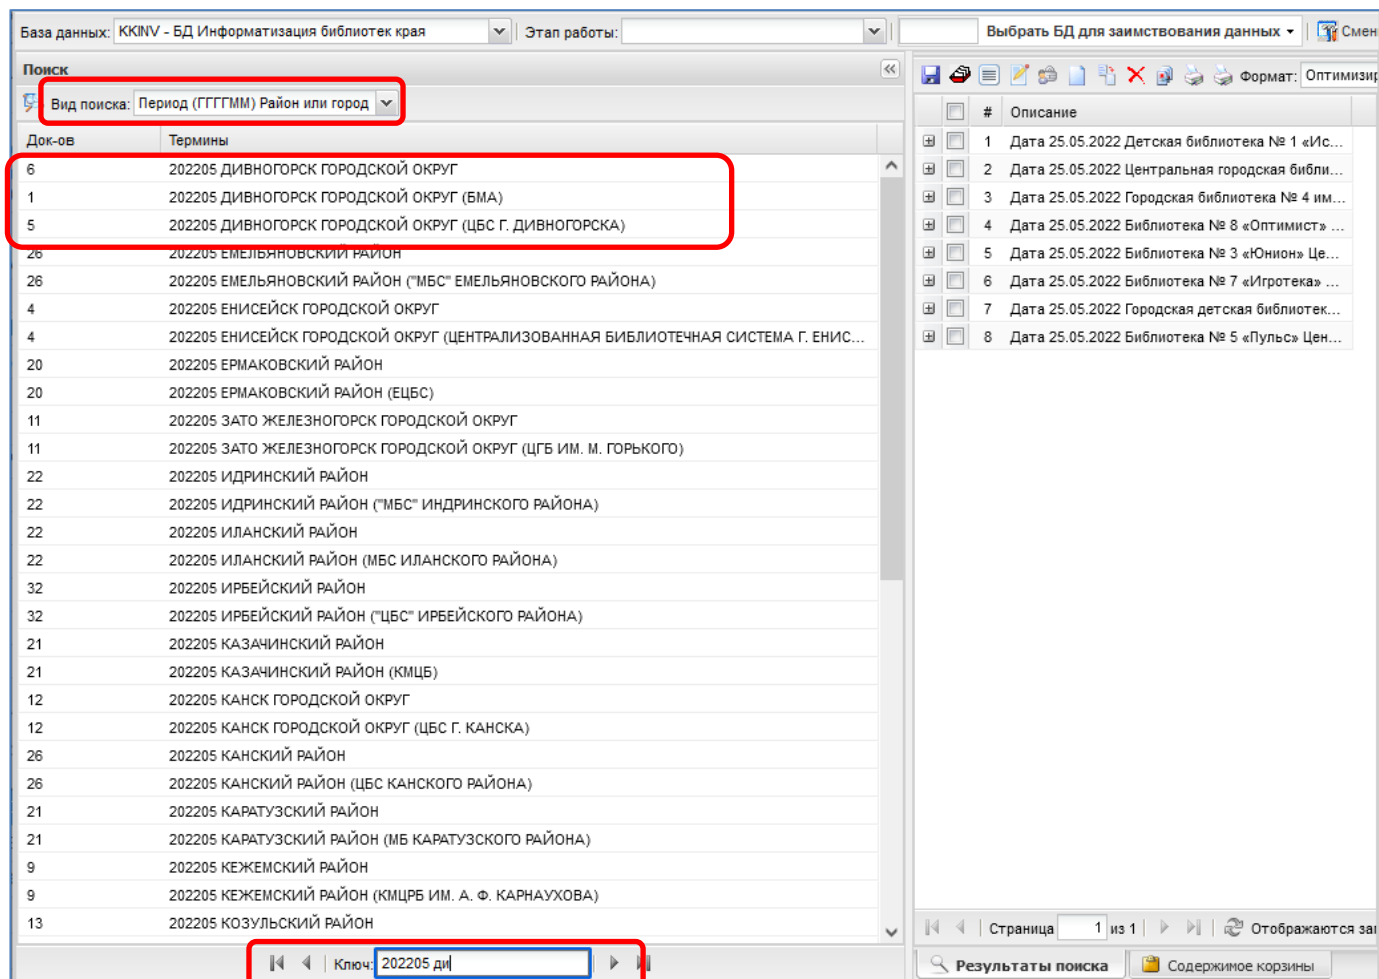 База данных: KKINV - БД Информатизация библиотек края Этап работы: Выбрать БД для заимствования данных
Поиск
Вид поиска: Период (ГГГГММ) Район или город
Формат:
Док-ов Термины
# Описание
6 202205 ДИВНОГОРСК ГОРОДСКОЙ ОКРУГ
1 202205 ДИВНОГОРСК ГОРОДСКОЙ ОКРУГ (БМА)
5 202205 ДИВНОГОРСК ГОРОДСКОЙ ОКРУГ (ЦБС Г. ДИВНОГОРСКА)
26 202205 ЕМЕЛЬЯНОВСКИЙ РАЙОН
26 202205 ЕМЕЛЬЯНОВСКИЙ РАЙОН ("МБС" ЕМЕЛЬЯНОВСКОГО РАЙОНА)
4 202205 ЕНИСЕЙСК ГОРОДСКОЙ ОКРУГ
4 202205 ЕНИСЕЙСК ГОРОДСКОЙ ОКРУГ (ЦЕНТРАЛИЗОВАННАЯ БИБЛИОТЕЧНАЯ СИСТЕМА Г. ЕНИС...
20 202205 ЕРМАКОВСКИЙ РАЙОН
20 202205 ЕРМАКОВСКИЙ РАЙОН (ЕЦБС)
11 202205 ЗАТО ЖЕЛЕЗНОГОРСК ГОРОДСКОЙ ОКРУГ
11 202205 ЗАТО ЖЕЛЕЗНОГОРСК ГОРОДСКОЙ ОКРУГ (ЦГБ ИМ. М. ГОРЬКОГО)
22 202205 ИДРИНСКИЙ РАЙОН
22 202205 ИДРИНСКИЙ РАЙОН ("МБС" ИНДРИНСКОГО РАЙОНА)
22 202205 ИЛАНСКИЙ РАЙОН
22 202205 ИЛАНСКИЙ РАЙОН (МБС ИЛАНСКОГО РАЙОНА)
32 202205 ИРБЕЙСКИЙ РАЙОН
32 202205 ИРБЕЙСКИЙ РАЙОН ("ЦБС" ИРБЕЙСКОГО РАЙОНА)
21 202205 КАЗАЧИНСКИЙ РАЙОН
21 202205 КАЗАЧИНСКИЙ РАЙОН (КМЦБ)
12 202205 КАНСК ГОРОДСКОЙ ОКРУГ
12 202205 КАНСК ГОРОДСКОЙ ОКРУГ (ЦБС Г. КАНСКА)
26 202205 КАНСКИЙ РАЙОН
26 202205 КАНСКИЙ РАЙОН (ЦБС КАНСКОГО РАЙОНА)
21 202205 КАРАТУЗСКИЙ РАЙОН
21 202205 КАРАТУЗСКИЙ РАЙОН (МБ КАРАТУЗСКОГО РАЙОНА)
9 202205 КЕЖЕМСКИЙ РАЙОН
9 202205 КЕЖЕМСКИЙ РАЙОН (КМЦРБ ИМ. А. Ф. КАРНАУХОВА)
13 202205 КОЗУЛЬСКИЙ РАЙОН
Ключ: 202205 ди
1 Дата 25.05.2022 Детская библиотека № 1 «Ис...
2 Дата 25.05.2022 Центральная городская библи...
3 Дата 25.05.2022 Городская библиотека № 4 им...
4 Дата 25.05.2022 Библиотека № 8 «Оптимист» ...
5 Дата 25.05.2022 Библиотека № 3 «Юнион» Це...
6 Дата 25.05.2022 Библиотека № 7 «Игротека» ...
7 Дата 25.05.2022 Городская детская библиотек...
8 Дата 25.05.2022 Библиотека № 5 «Пульс» Цен...
Страница 1 из 1 Отображаются
Результаты поиска Содержимое корзины